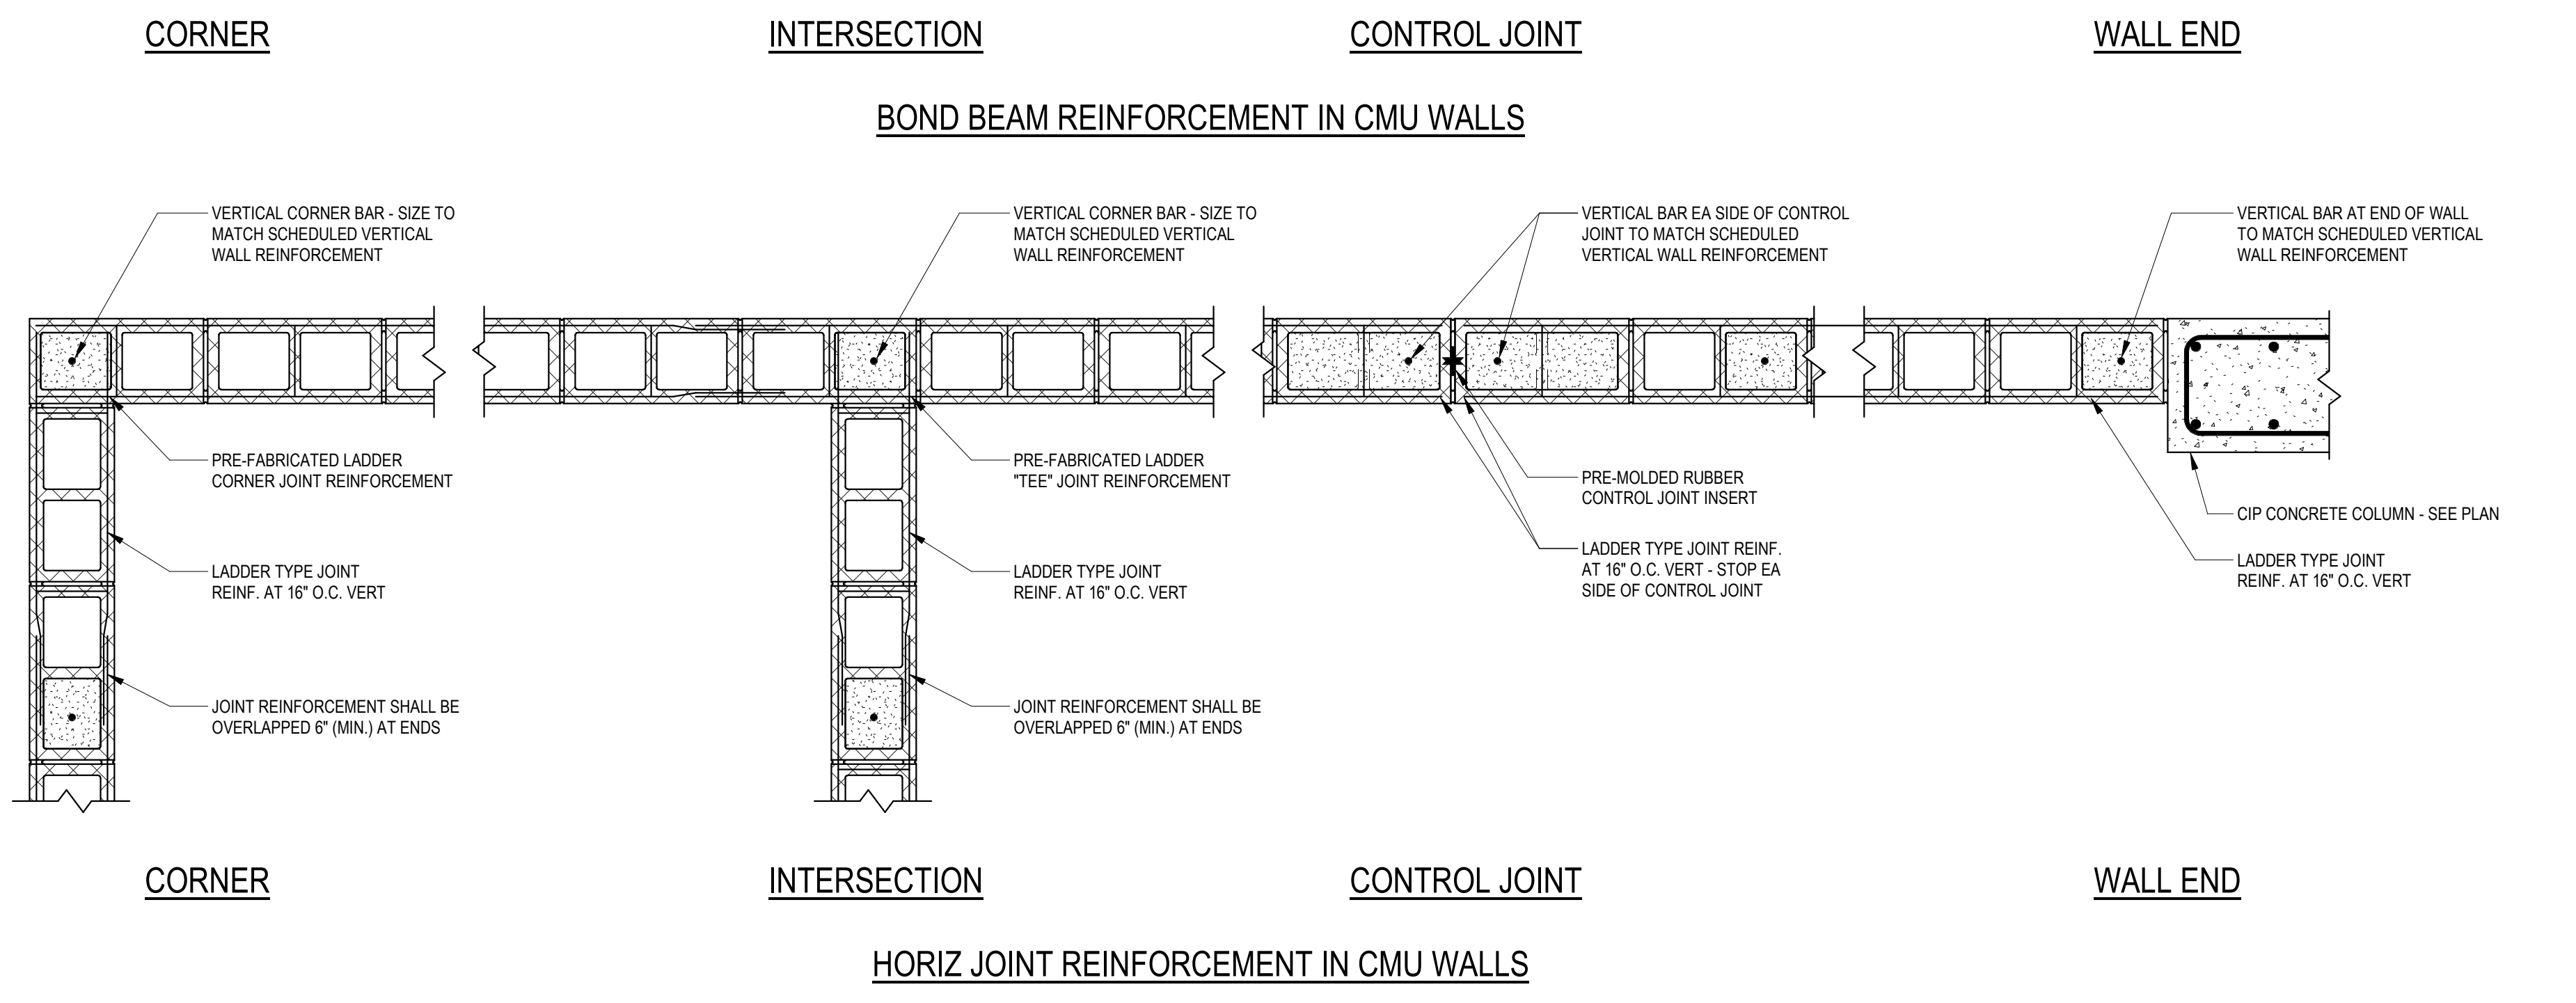 CORNER
INTERSECTION
CONTROL JOINT
WALL END
BOND BEAM REINFORCEMENT IN CMU WALLS
VERTICAL CORNER BAR - SIZE TO
MATCH SCHEDULED VERTICAL
WALL REINFORCEMENT
PRE-FABRICATED LADDER
CORNER JOINT REINFORCEMENT
LADDER TYPE JOINT
REINF. AT 16" O.C. VERT
JOINT REINFORCEMENT SHALL BE
OVERLAPPED 6" (MIN.) AT ENDS
VERTICAL CORNER BAR - SIZE TO
MATCH SCHEDULED VERTICAL
WALL REINFORCEMENT
PRE-FABRICATED LADDER
"TEE" JOINT REINFORCEMENT
LADDER TYPE JOINT
REINF. AT 16" O.C. VERT
JOINT REINFORCEMENT SHALL BE
OVERLAPPED 6" (MIN.) AT ENDS
VERTICAL BAR EA SIDE OF CONTROL
JOINT TO MATCH SCHEDULED
VERTICAL WALL REINFORCEMENT
PRE-MOLDED RUBBER
CONTROL JOINT INSERT
LADDER TYPE JOINT REINF.
AT 16" O.C. VERT - STOP EA
SIDE OF CONTROL JOINT
VERTICAL BAR AT END OF WALL
TO MATCH SCHEDULED VERTICAL
WALL REINFORCEMENT
CIP CONCRETE COLUMN - SEE PLAN
LADDER TYPE JOINT
REINF. AT 16" O.C. VERT
CORNER
INTERSECTION
CONTROL JOINT
WALL END
HORIZ JOINT REINFORCEMENT IN CMU WALLS